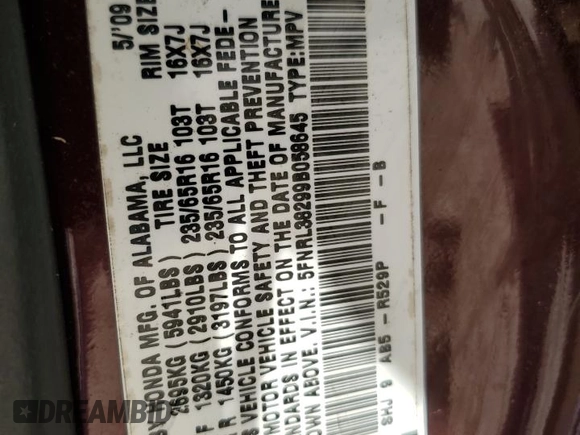 BY HONDA MFG. OF ALABAMA, LLC 5/'09
2695KG (5941LBS) TIRE SIZE RIM SIZE
F 1320KG (2910LBS) 235/65R16 103T 16X7J
R 1450KG (3197LBS) 235/65R16 103T 16X7J
S VEHICLE CONFORMS TO ALL APPLICABLE FEDE-
MOTOR VEHICLE SAFETY AND THEFT PREVENTION
ANDARDS IN EFFECT ON THE DATE OF MANUFACTURE
OWN ABOVE. V.I.N.: 5FNRL38299B058645 TYPE:MPV
SHJ 9 AB5 - R529P - F - B
DREAMBID